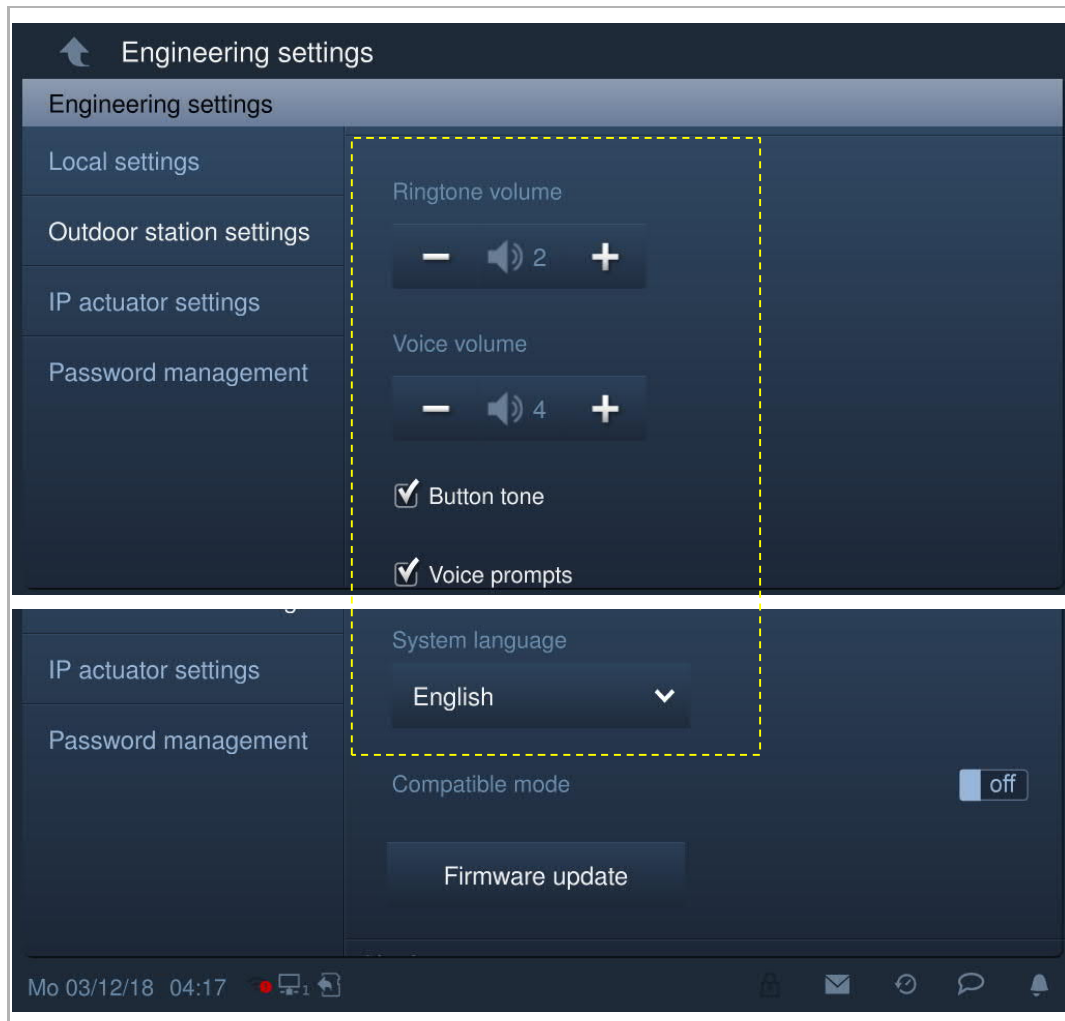 Engineering settings
Engineering settings
Local settings
Outdoor station settings
IP actuator settings
Password management
Ringtone volume
2
Voice volume
4
Button tone
Voice prompts
IP actuator settings
Password management
System language
English
Compatible mode
off
Firmware update
Mo 03/12/18 04:17
1